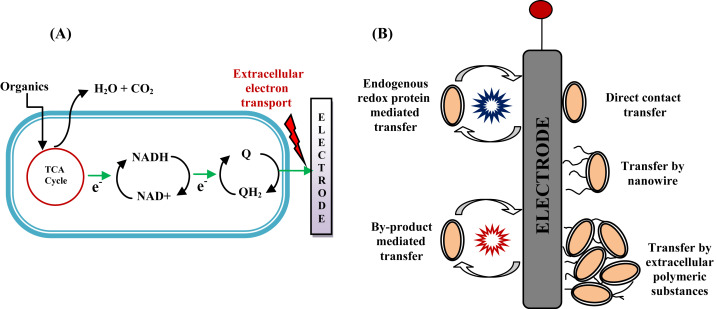 (A)
Organics
H₂O + CO₂
Extracellular
electron
transport
TCA
Cycle
e⁻
NADH
NAD+
e⁻
Q
QH₂
ELECTRODE
(B)
Endogenous
redox protein
mediated
transfer
By-product
mediated
transfer
ELECTRODE
Direct contact
transfer
Transfer by
nanowire
Transfer by
extracellular
polymeric
substances